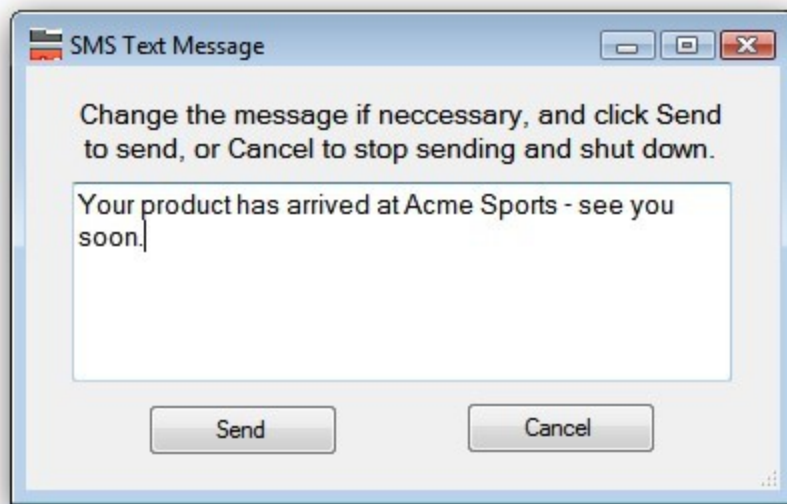 SMS Text Message
Change the message if neccessary, and click Send
to send, or Cancel to stop sending and shut down.
Your product has arrived at Acme Sports - see you
soon.
Send
Cancel